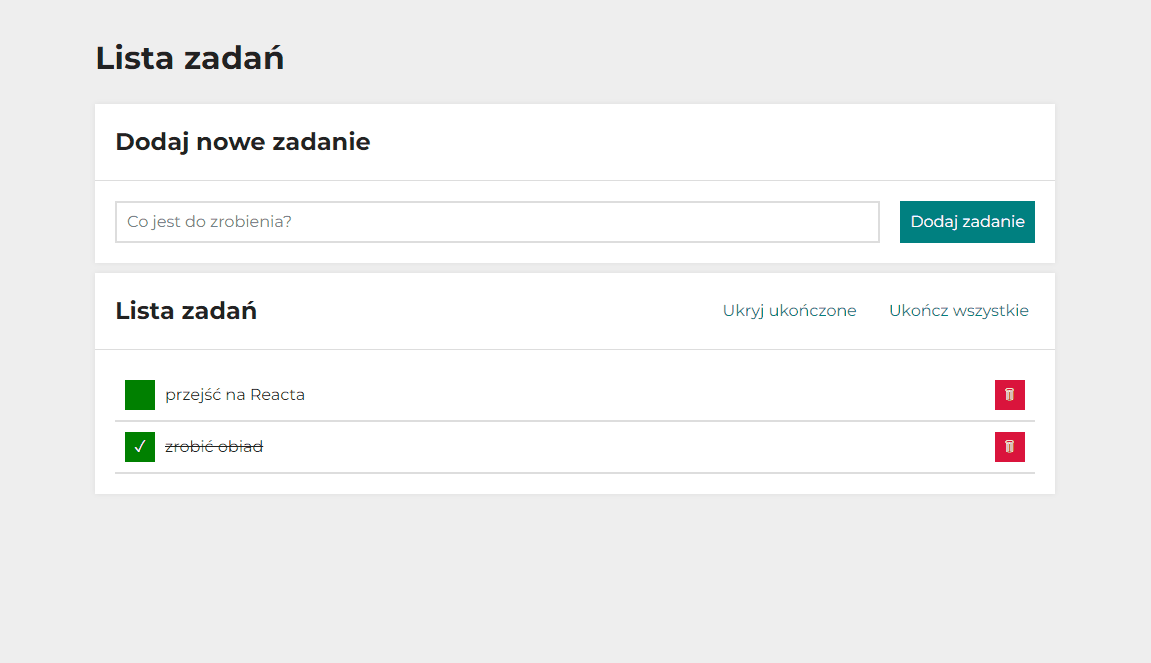 Lista zadań
Dodaj nowe zadanie
Co jest do zrobienia? Dodaj zadanie
Lista zadań Ukryj ukończone Ukończ wszystkie
przejść na Reacta
✓ zrobić obiad